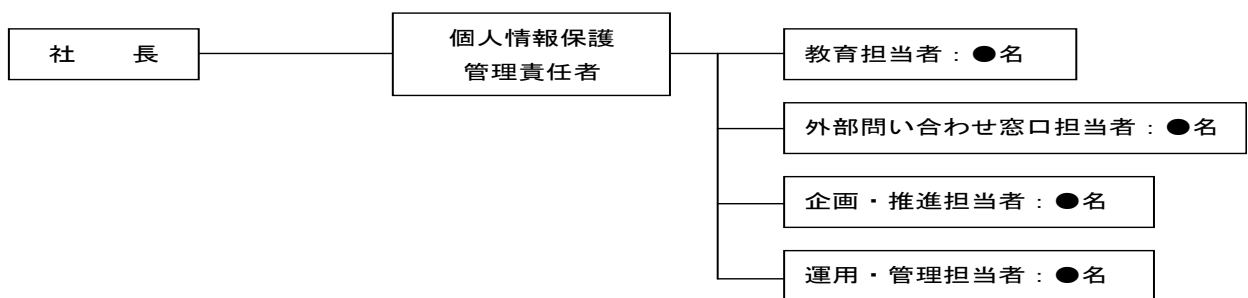 社　　長
個人情報保護
管理責任者
教育担当者：●名
外部問い合わせ窓口担当者：●名
企画・推進担当者：●名
運用・管理担当者：●名